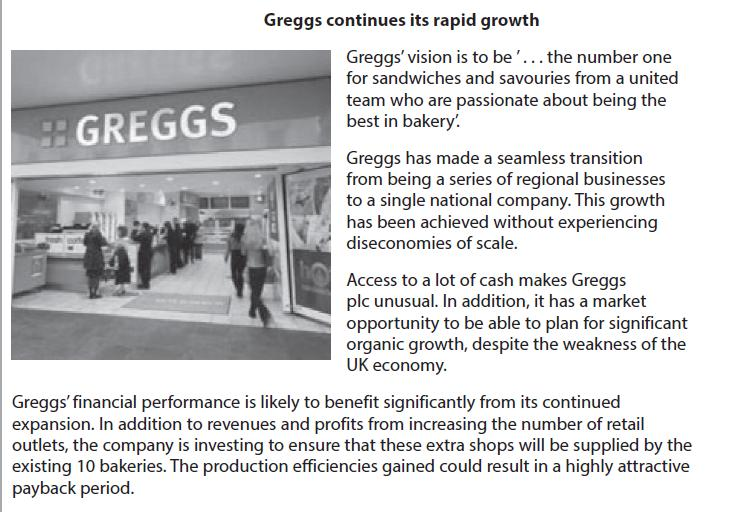 Greggs continues its rapid growth
GREGGS
Greggs' vision is to be '... the number one
for sandwiches and savouries from a united
team who are passionate about being the
best in bakery'.
Greggs has made a seamless transition
from being a series of regional businesses
to a single national company. This growth
has been achieved without experiencing
diseconomies of scale.
Access to a lot of cash makes Greggs
plc unusual. In addition, it has a market
opportunity to be able to plan for significant
organic growth, despite the weakness of the
UK economy.
Greggs' financial performance is likely to benefit significantly from its continued
expansion. In addition to revenues and profits from increasing the number of retail
outlets, the company is investing to ensure that these extra shops will be supplied by the
existing 10 bakeries. The production efficiencies gained could result in a highly attractive
payback period.